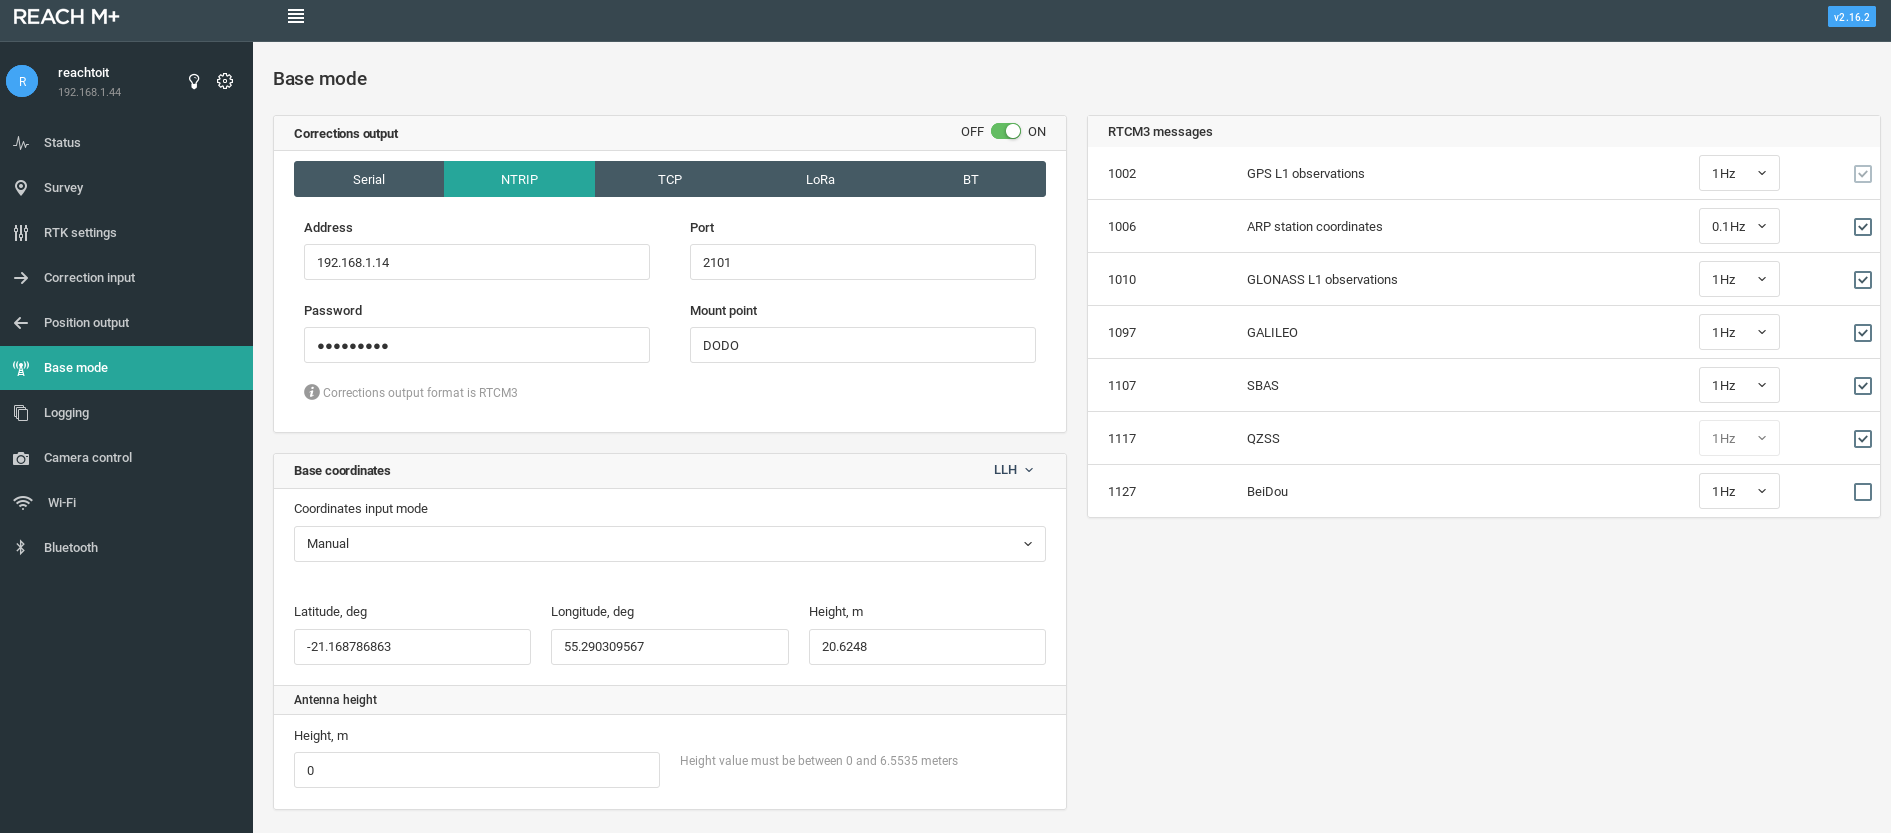 REACH M+
v2.16.2
R
reachtoit
192.168.1.44
Status
Survey
RTK settings
Correction input
Position output
Base mode
Logging
Camera control
Wi-Fi
Bluetooth
Base mode
Corrections output
OFF ON
Serial NTRIP TCP LoRa BT
Address Port
192.168.1.14 2101
Password Mount point
●●●●●●●●● DODO
Corrections output format is RTCM3
Base coordinates LLH
Coordinates input mode
Manual
Latitude, deg Longitude, deg Height, m
-21.168786863 55.290309567 20.6248
Antenna height
Height, m
0 Height value must be between 0 and 6.5535 meters
RTCM3 messages
1002 GPS L1 observations 1Hz
1006 ARP station coordinates 0.1Hz
1010 GLONASS L1 observations 1Hz
1097 GALILEO 1Hz
1107 SBAS 1Hz
1117 QZSS 1Hz
1127 BeiDou 1Hz